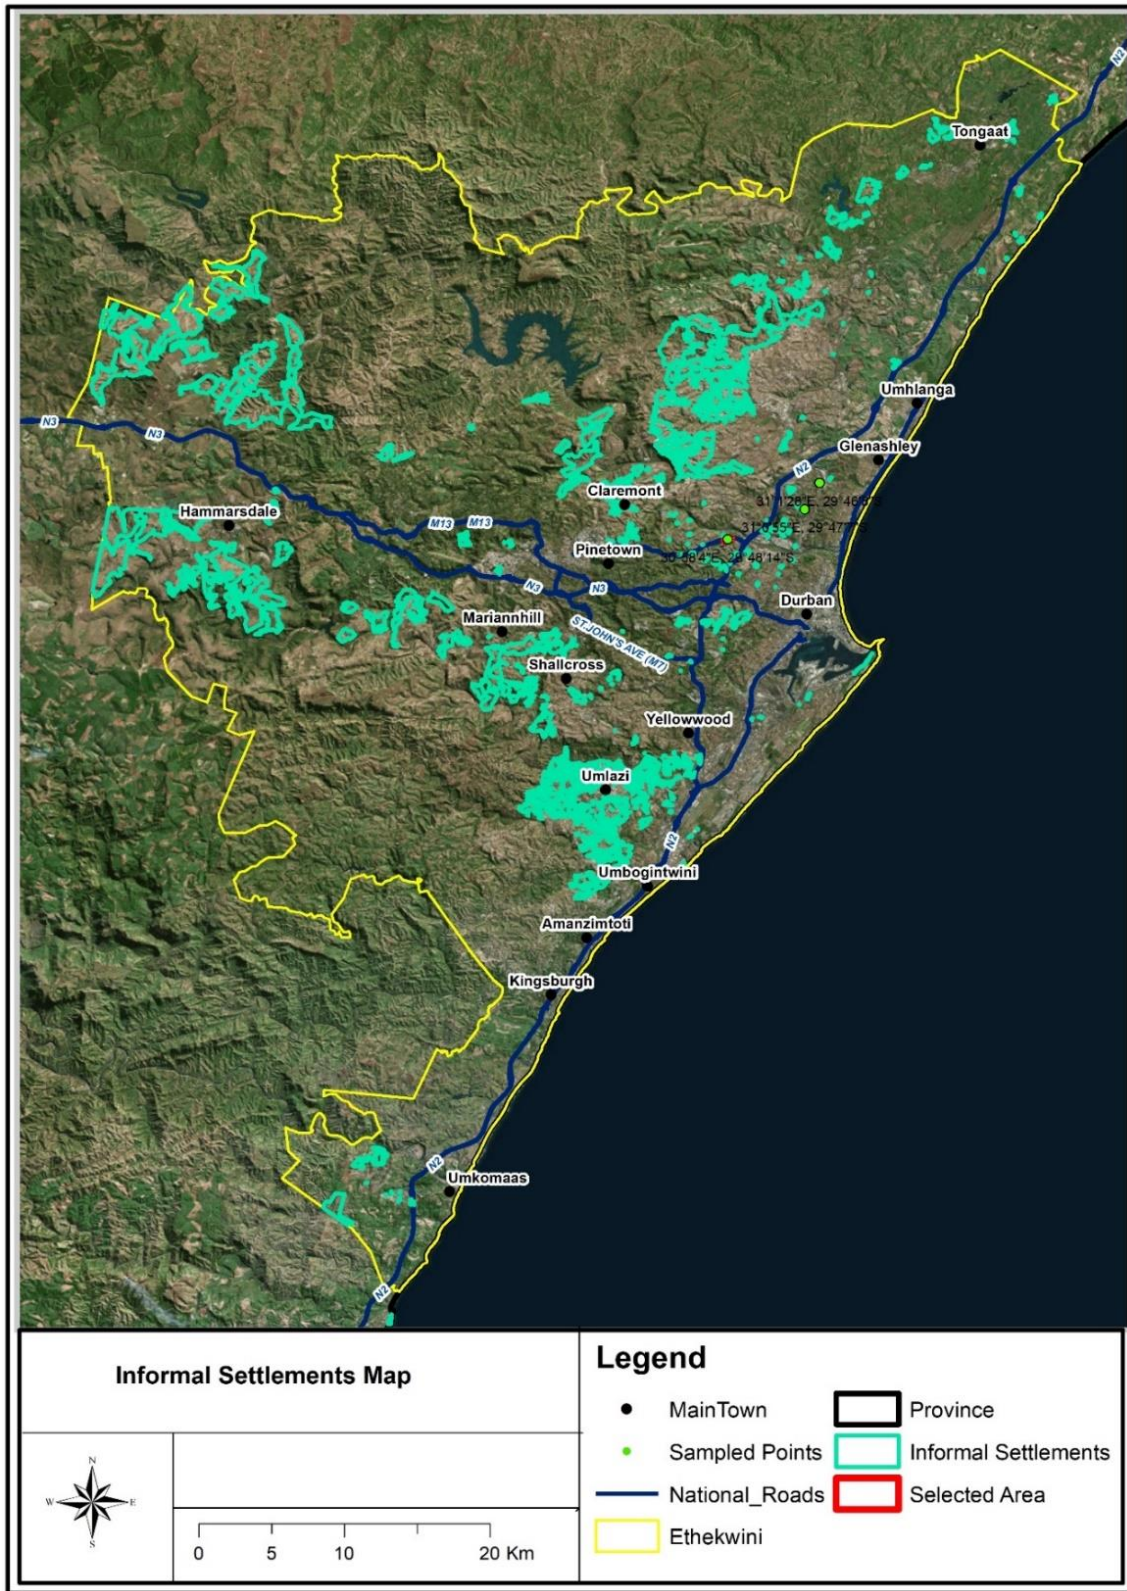 N2
Tongaat
Umhlanga
Glenashley
N3
N3
N2
Claremont
Hammarsdale
M13 M13
Pinetown
N3
N3
Durban
Mariannhill
ST.JOHN'S AVE (M7)
Shallcross
Yellowwood
Umlazi
N2
Umbogintwini
Amanzimtoti
Kingsburgh
N2
Umkomaas
N2
Informal Settlements Map
N
W E
S
0 5 10 20 Km
Legend
MainTown
Sampled Points
National_Roads
Ethekwini
Province
Informal Settlements
Selected Area